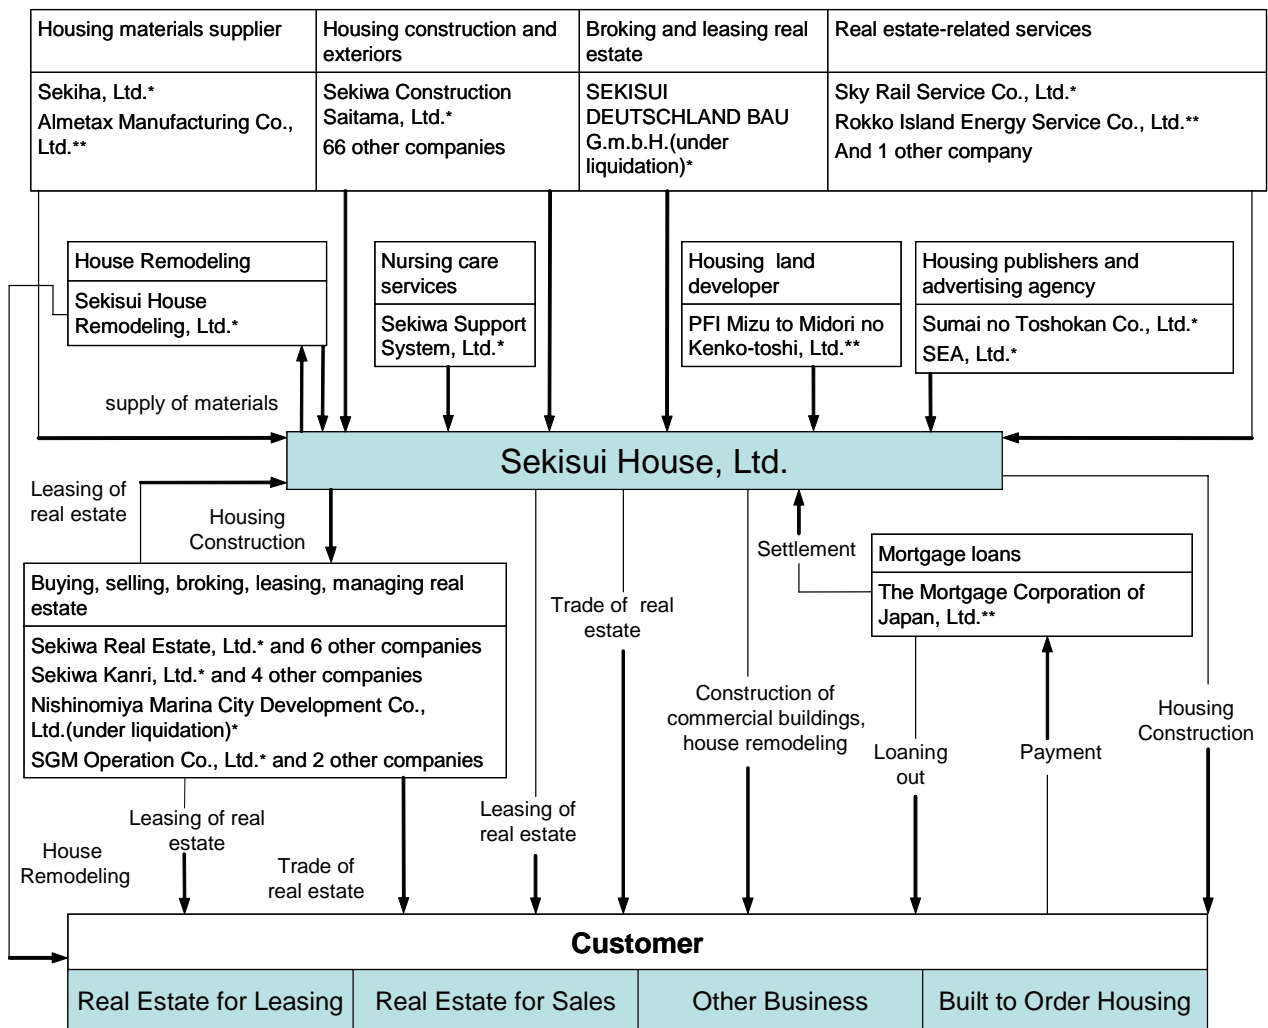 Housing materials supplier
Sekiha, Ltd.*
Almetax Manufacturing Co.,
Ltd.**
Housing construction and
exteriors
Sekiwa Construction
Saitama, Ltd.*
66 other companies
Broking and leasing real
estate
SEKISUI
DEUTSCHLAND BAU
G.m.b.H.(under
liquidation)*
Real estate-related services
Sky Rail Service Co., Ltd.*
Rokko Island Energy Service Co., Ltd.**
And 1 other company
House Remodeling
Sekisui House
Remodeling, Ltd.*
Nursing care
services
Sekiwa Support
System, Ltd.*
Housing land
developer
PFI Mizu to Midori no
Kenko-toshi, Ltd.**
Housing publishers and
advertising agency
Sumai no Toshokan Co., Ltd.*
SEA, Ltd.*
supply of materials
Sekisui House, Ltd.
Leasing of
real estate
Housing
Construction
Settlement
Mortgage loans
The Mortgage Corporation of
Japan, Ltd.**
Buying, selling, broking, leasing, managing real
estate
Sekiwa Real Estate, Ltd.* and 6 other companies
Sekiwa Kanri, Ltd.* and 4 other companies
Nishinomiya Marina City Development Co.,
Ltd.(under liquidation)*
SGM Operation Co., Ltd.* and 2 other companies
Trade of real
estate
Construction of
commercial buildings,
house remodeling
Loaning
out
Payment
Housing
Construction
Leasing of real
estate
Leasing of
real estate
House
Remodeling
Trade of
real estate
Customer
Real Estate for Leasing
Real Estate for Sales
Other Business
Built to Order Housing